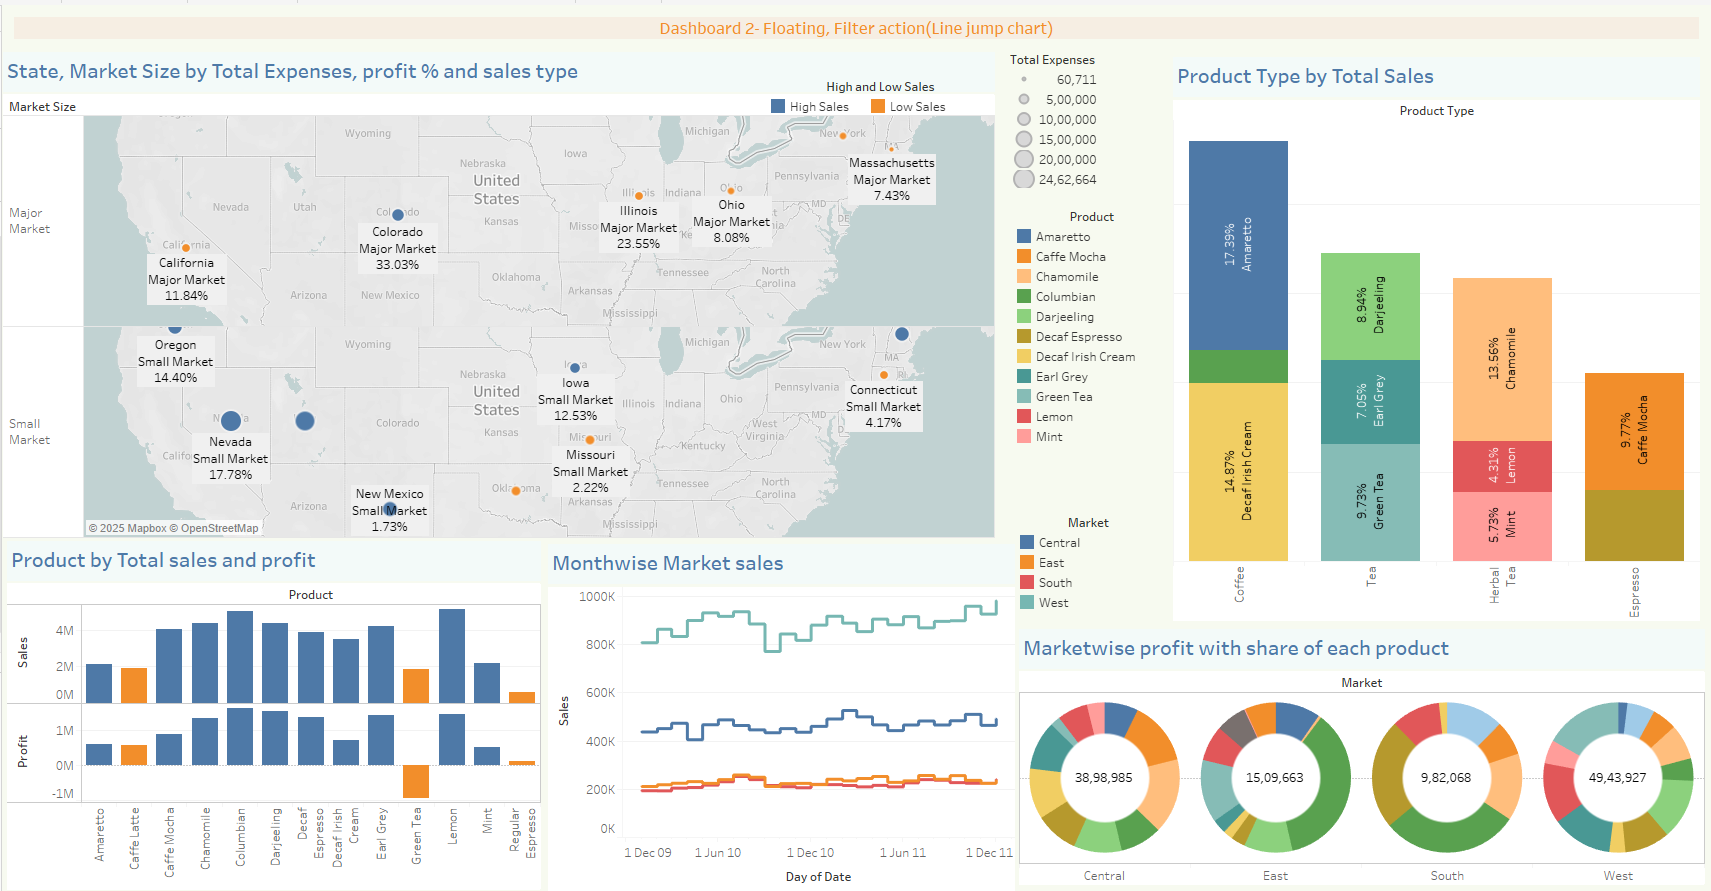 Dashboard 2- Floating, Filter action(Line jump chart)
State, Market Size by Total Expenses, profit % and sales type
High and Low Sales
Market Size
High Sales
Low Sales
Major
Market
Wyoming
Iowa
Michigan
New York
MA
Nebraska
United
States
Nevada
Utah
Colorado
Kansas
Illinois
Indiana
Ohio
Pennsylvania
MD
DE
California
Oklahoma
Arkansas
Tennessee
North
Carolina
Arizona
New Mexico
Mississippi
Massachusetts
Major Market
7.43%
Illinois
Major Market
23.55%
Ohio
Major Market
8.08%
Colorado
Major Market
33.03%
California
Major Market
11.84%
Small
Market
Wyoming
Iowa
Michigan
New York
MA
RI
Nebraska
United
States
Illinois
Indiana
Ohio
Pennsylvania
MD
Colorado
Kansas
Missouri
West
Virginia
Kentucky
Oklahoma
Arkansas
Tennessee
North
Carolina
Arizona
Mississippi
Oregon
Small Market
14.40%
Iowa
Small Market
12.53%
Connecticut
Small Market
4.17%
Nevada
Small Market
17.78%
Missouri
Small Market
2.22%
New Mexico
Small Market
1.73%
© 2025 Mapbox © OpenStreetMap
Total Expenses
60,711
5,00,000
10,00,000
15,00,000
20,00,000
24,62,664
Product
Amaretto
Caffe Mocha
Chamomile
Columbian
Darjeeling
Decaf Espresso
Decaf Irish Cream
Earl Grey
Green Tea
Lemon
Mint
Market
Central
East
South
West
Product Type by Total Sales
Product Type
17.39%
Amaretto
14.87%
Decaf Irish Cream
8.94%
Darjeeling
7.05%
Earl Grey
9.73%
Green Tea
13.56%
Chamomile
4.31%
Lemon
5.73%
Mint
9.77%
Caffe Mocha
Coffee
Tea
Herbal
Tea
Espresso
Product by Total sales and profit
Product
Sales
4M
2M
0M
Profit
1M
0M
-1M
Amaretto
Caffe Latte
Caffe Mocha
Chamomile
Columbian
Darjeeling
Decaf
Espresso
Decaf Irish
Cream
Earl Grey
Green Tea
Lemon
Mint
Regular
Espresso
Monthwise Market sales
1000K
800K
600K
400K
200K
0K
Sales
1 Dec 09
1 Jun 10
1 Dec 10
1 Jun 11
1 Dec 11
Day of Date
Marketwise profit with share of each product
Market
38,98,985
15,09,663
9,82,068
49,43,927
Central
East
South
West